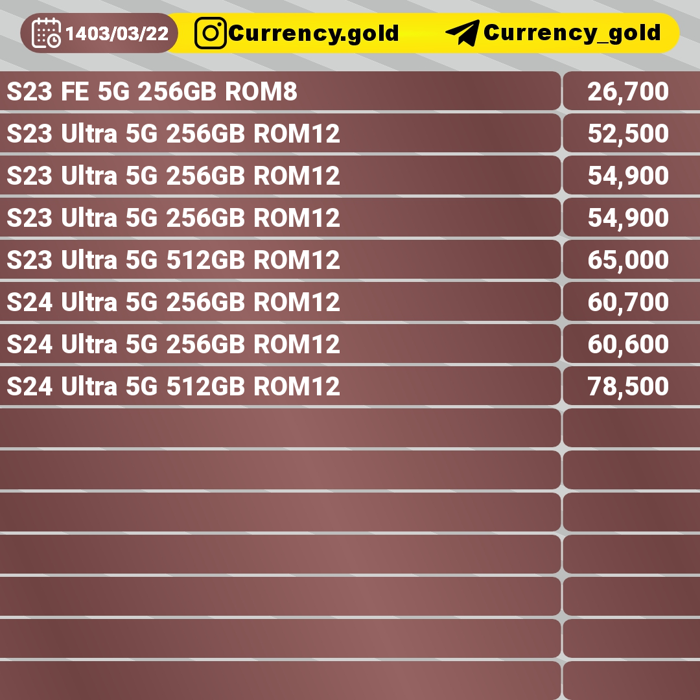 1403/03/22 Currency.gold Currency_gold
S23 FE 5G 256GB ROM8 26,700
S23 Ultra 5G 256GB ROM12 52,500
S23 Ultra 5G 256GB ROM12 54,900
S23 Ultra 5G 256GB ROM12 54,900
S23 Ultra 5G 512GB ROM12 65,000
S24 Ultra 5G 256GB ROM12 60,700
S24 Ultra 5G 256GB ROM12 60,600
S24 Ultra 5G 512GB ROM12 78,500